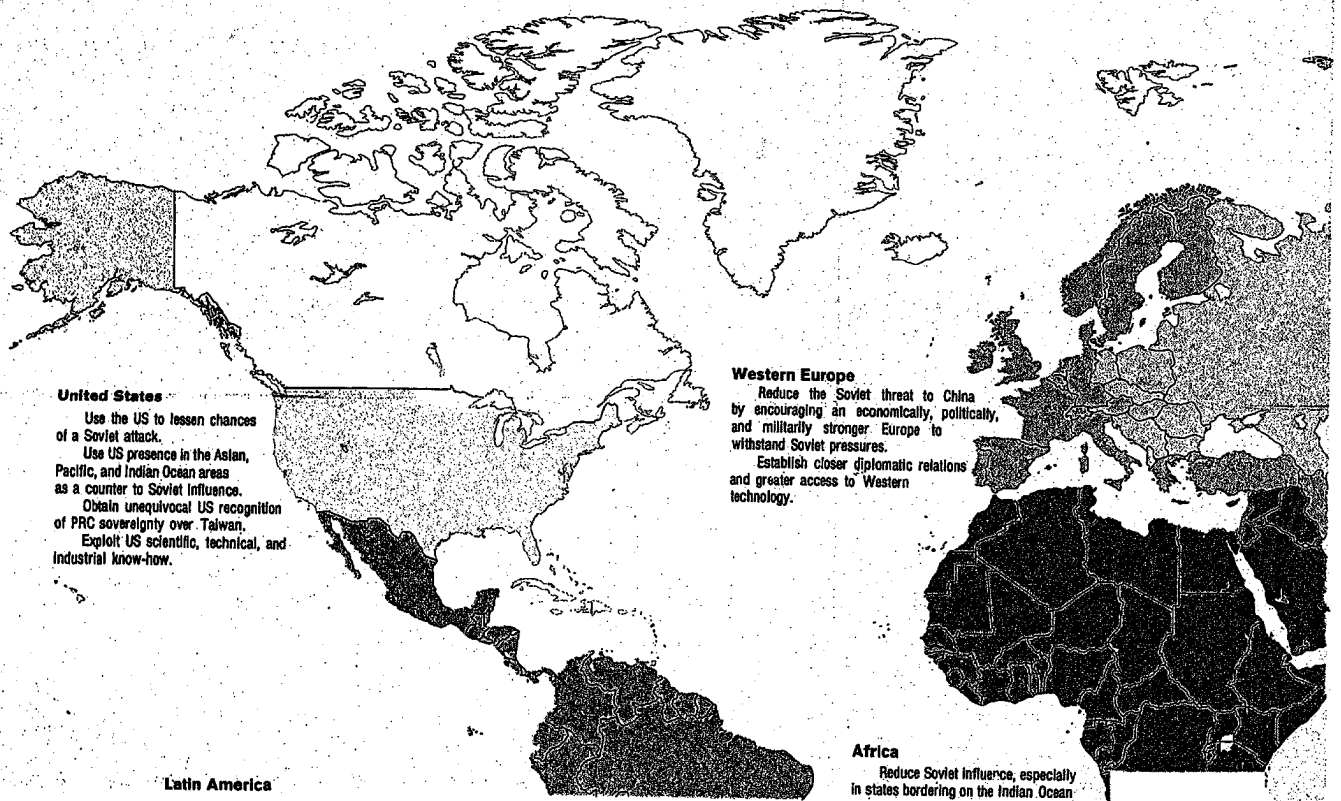 United States
Use the US to lessen chances
of a Soviet attack.
Use US presence in the Asian,
Pacific, and Indian Ocean areas
as a counter to Soviet influence.
Obtain unequivocal US recognition
of PRC sovereignty over Taiwan.
Exploit US scientific, technical, and
industrial know-how.
Western Europe
Reduce the Soviet threat to China
by encouraging an economically, politically,
and militarily stronger Europe to
withstand Soviet pressures.
Establish closer diplomatic relations
and greater access to Western
technology.
Latin America
Africa
Reduce Soviet influence, especially
in states bordering on the Indian Ocean